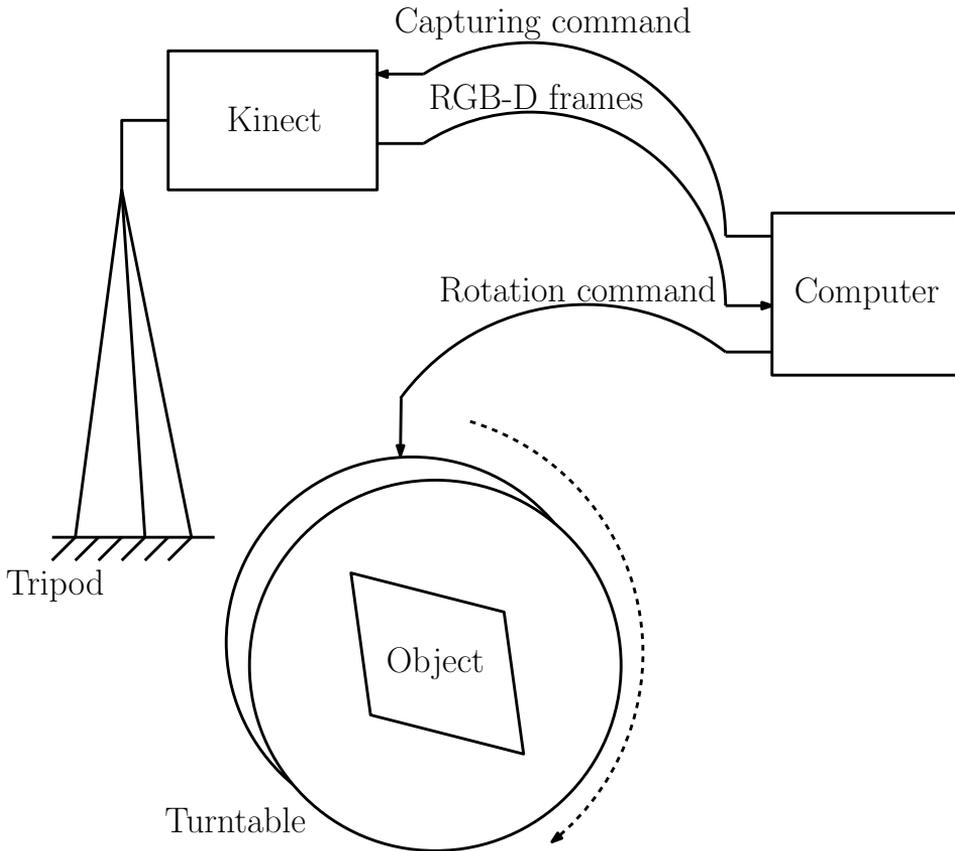 Capturing command
RGB-D frames
Kinect
Rotation command
Computer
Tripod
Object
Turntable